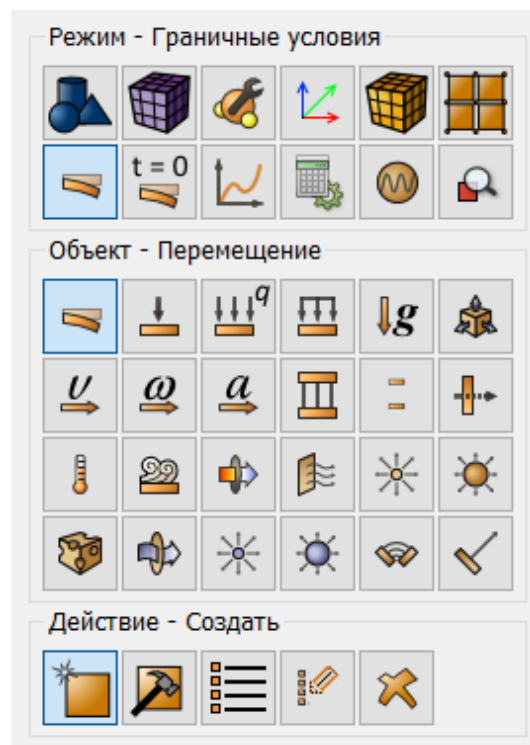 Режим - Граничные условия
t = 0
Объект - Перемещение
q
g
υ
ω
a
Действие - Создать